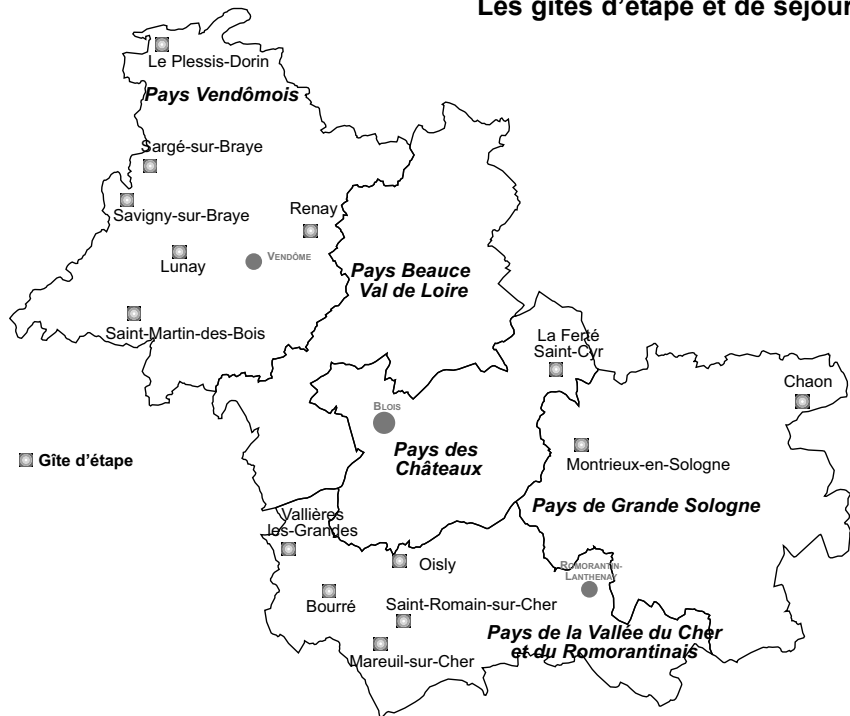 Les gîtes d'étape et de séjour
Le Plessis-Dorin
Pays Vendômois
Sargé-sur-Braye
Savigny-sur-Braye
Renay
Lunay
VENDÔME
Pays Beauce
Val de Loire
Saint-Martin-des-Bois
La Ferté
Saint-Cyr
Chaon
BLOIS
Pays des
Châteaux
Gîte d'étape
Montrieux-en-Sologne
Pays de Grande Sologne
Vallières
les-Grandes
Oisly
ROMORANTIN-
LANTHENAY
Bourré
Saint-Romain-sur-Cher
Pays de la Vallée du Cher
et du Romorantinais
Mareuil-sur-Cher